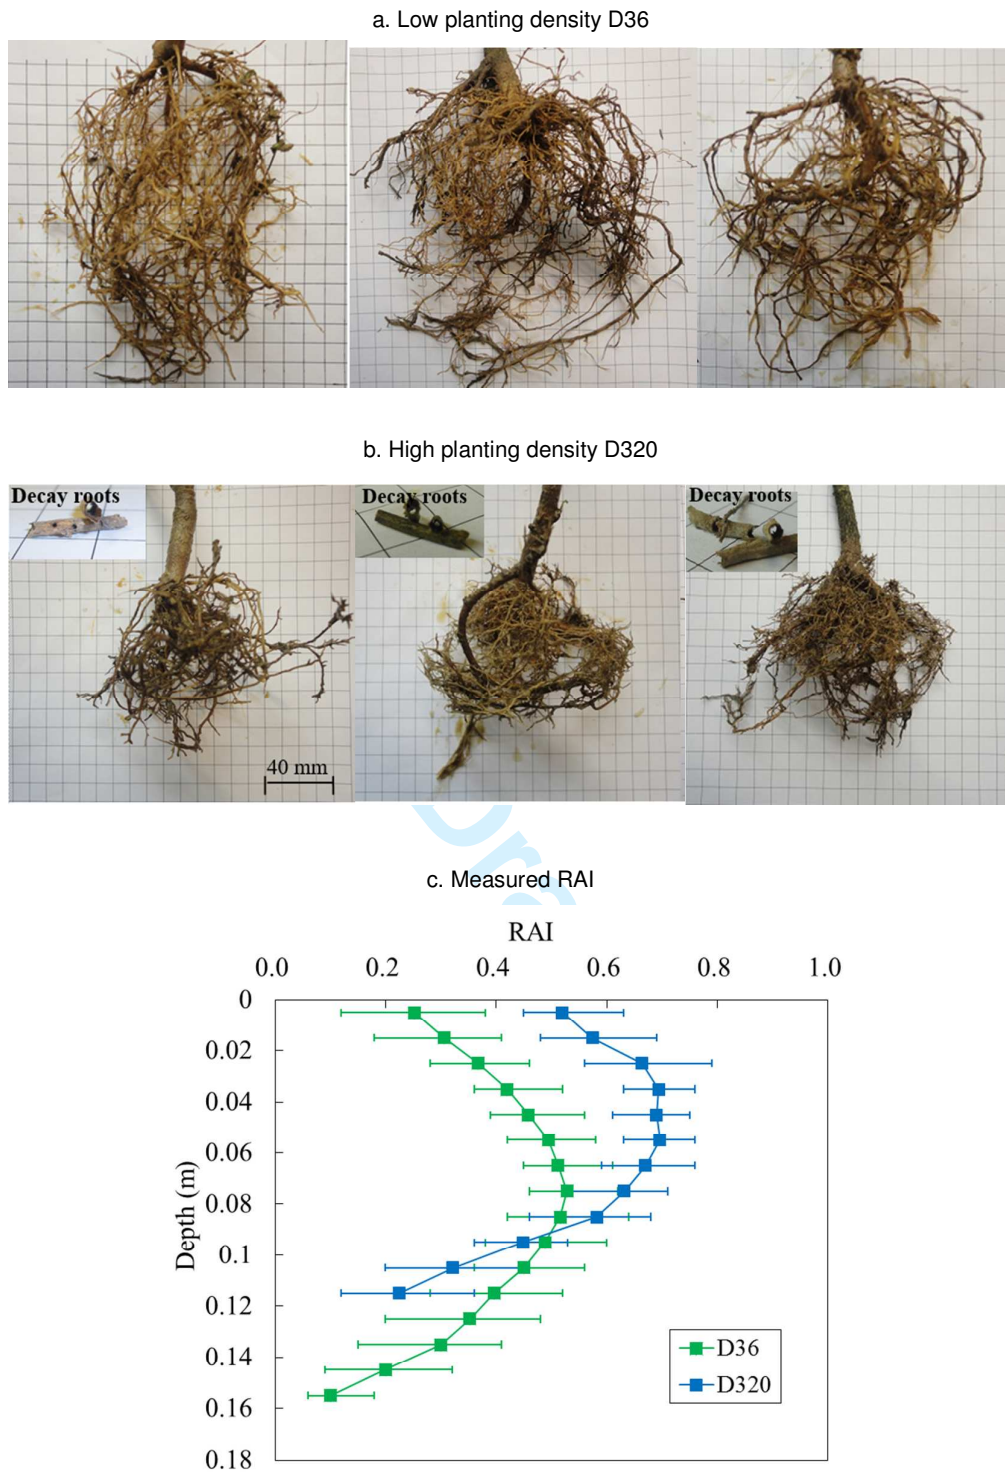 a. Low planting density D36
b. High planting density D320
Decay roots
Decay roots
Decay roots
40 mm
c. Measured RAI
RAI
0.0 0.2 0.4 0.6 0.8 1.0
0
0.02
0.04
0.06
0.08
0.1
0.12
0.14
0.16
0.18
Depth (m)
D36
D320